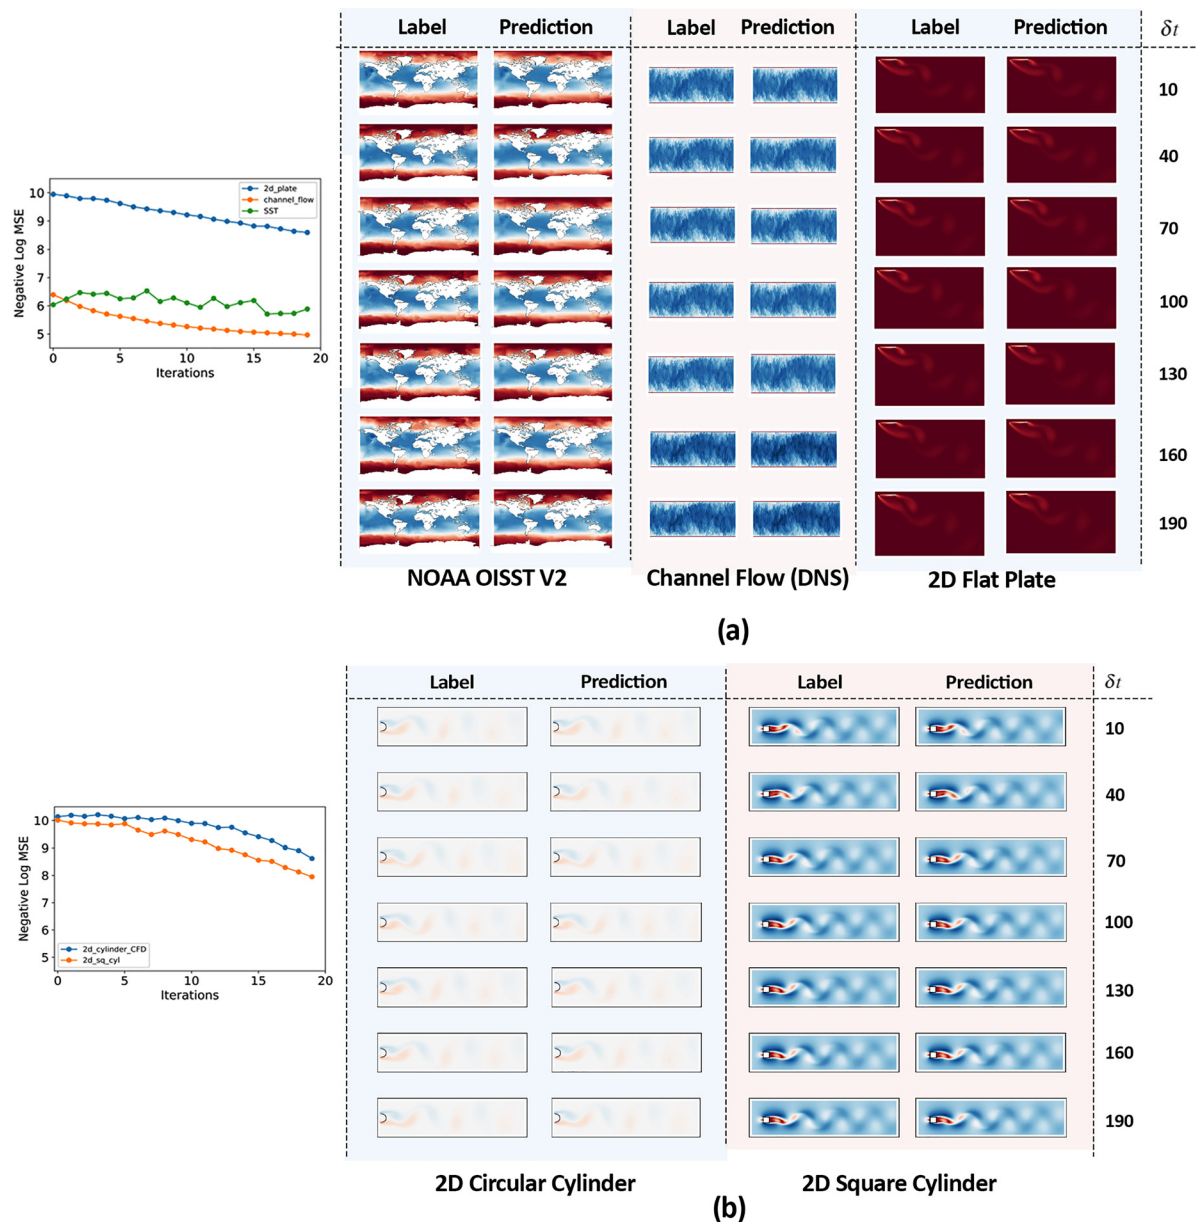 Label Prediction Label Prediction Label Prediction δt
10
40
70
100
130
160
190
10
9
8
7
6
5
0 5 10 15 20
Negative Log MSE
Iterations
2d_plate
channel_flow
SST
NOAA OISST V2 Channel Flow (DNS) 2D Flat Plate
(a)
Label Prediction Label Prediction δt
10
40
70
100
130
160
190
10
9
8
7
6
5
0 5 10 15 20
Negative Log MSE
Iterations
2d_cylinder_CFD
2d_sq_cyl
2D Circular Cylinder 2D Square Cylinder
(b)